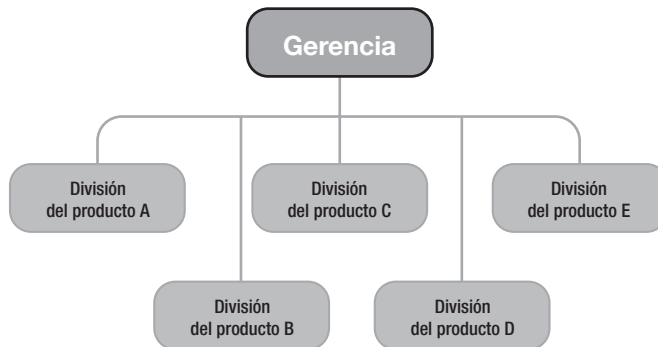 Gerencia
División
del producto A
División
del producto C
División
del producto E
División
del producto B
División
del producto D